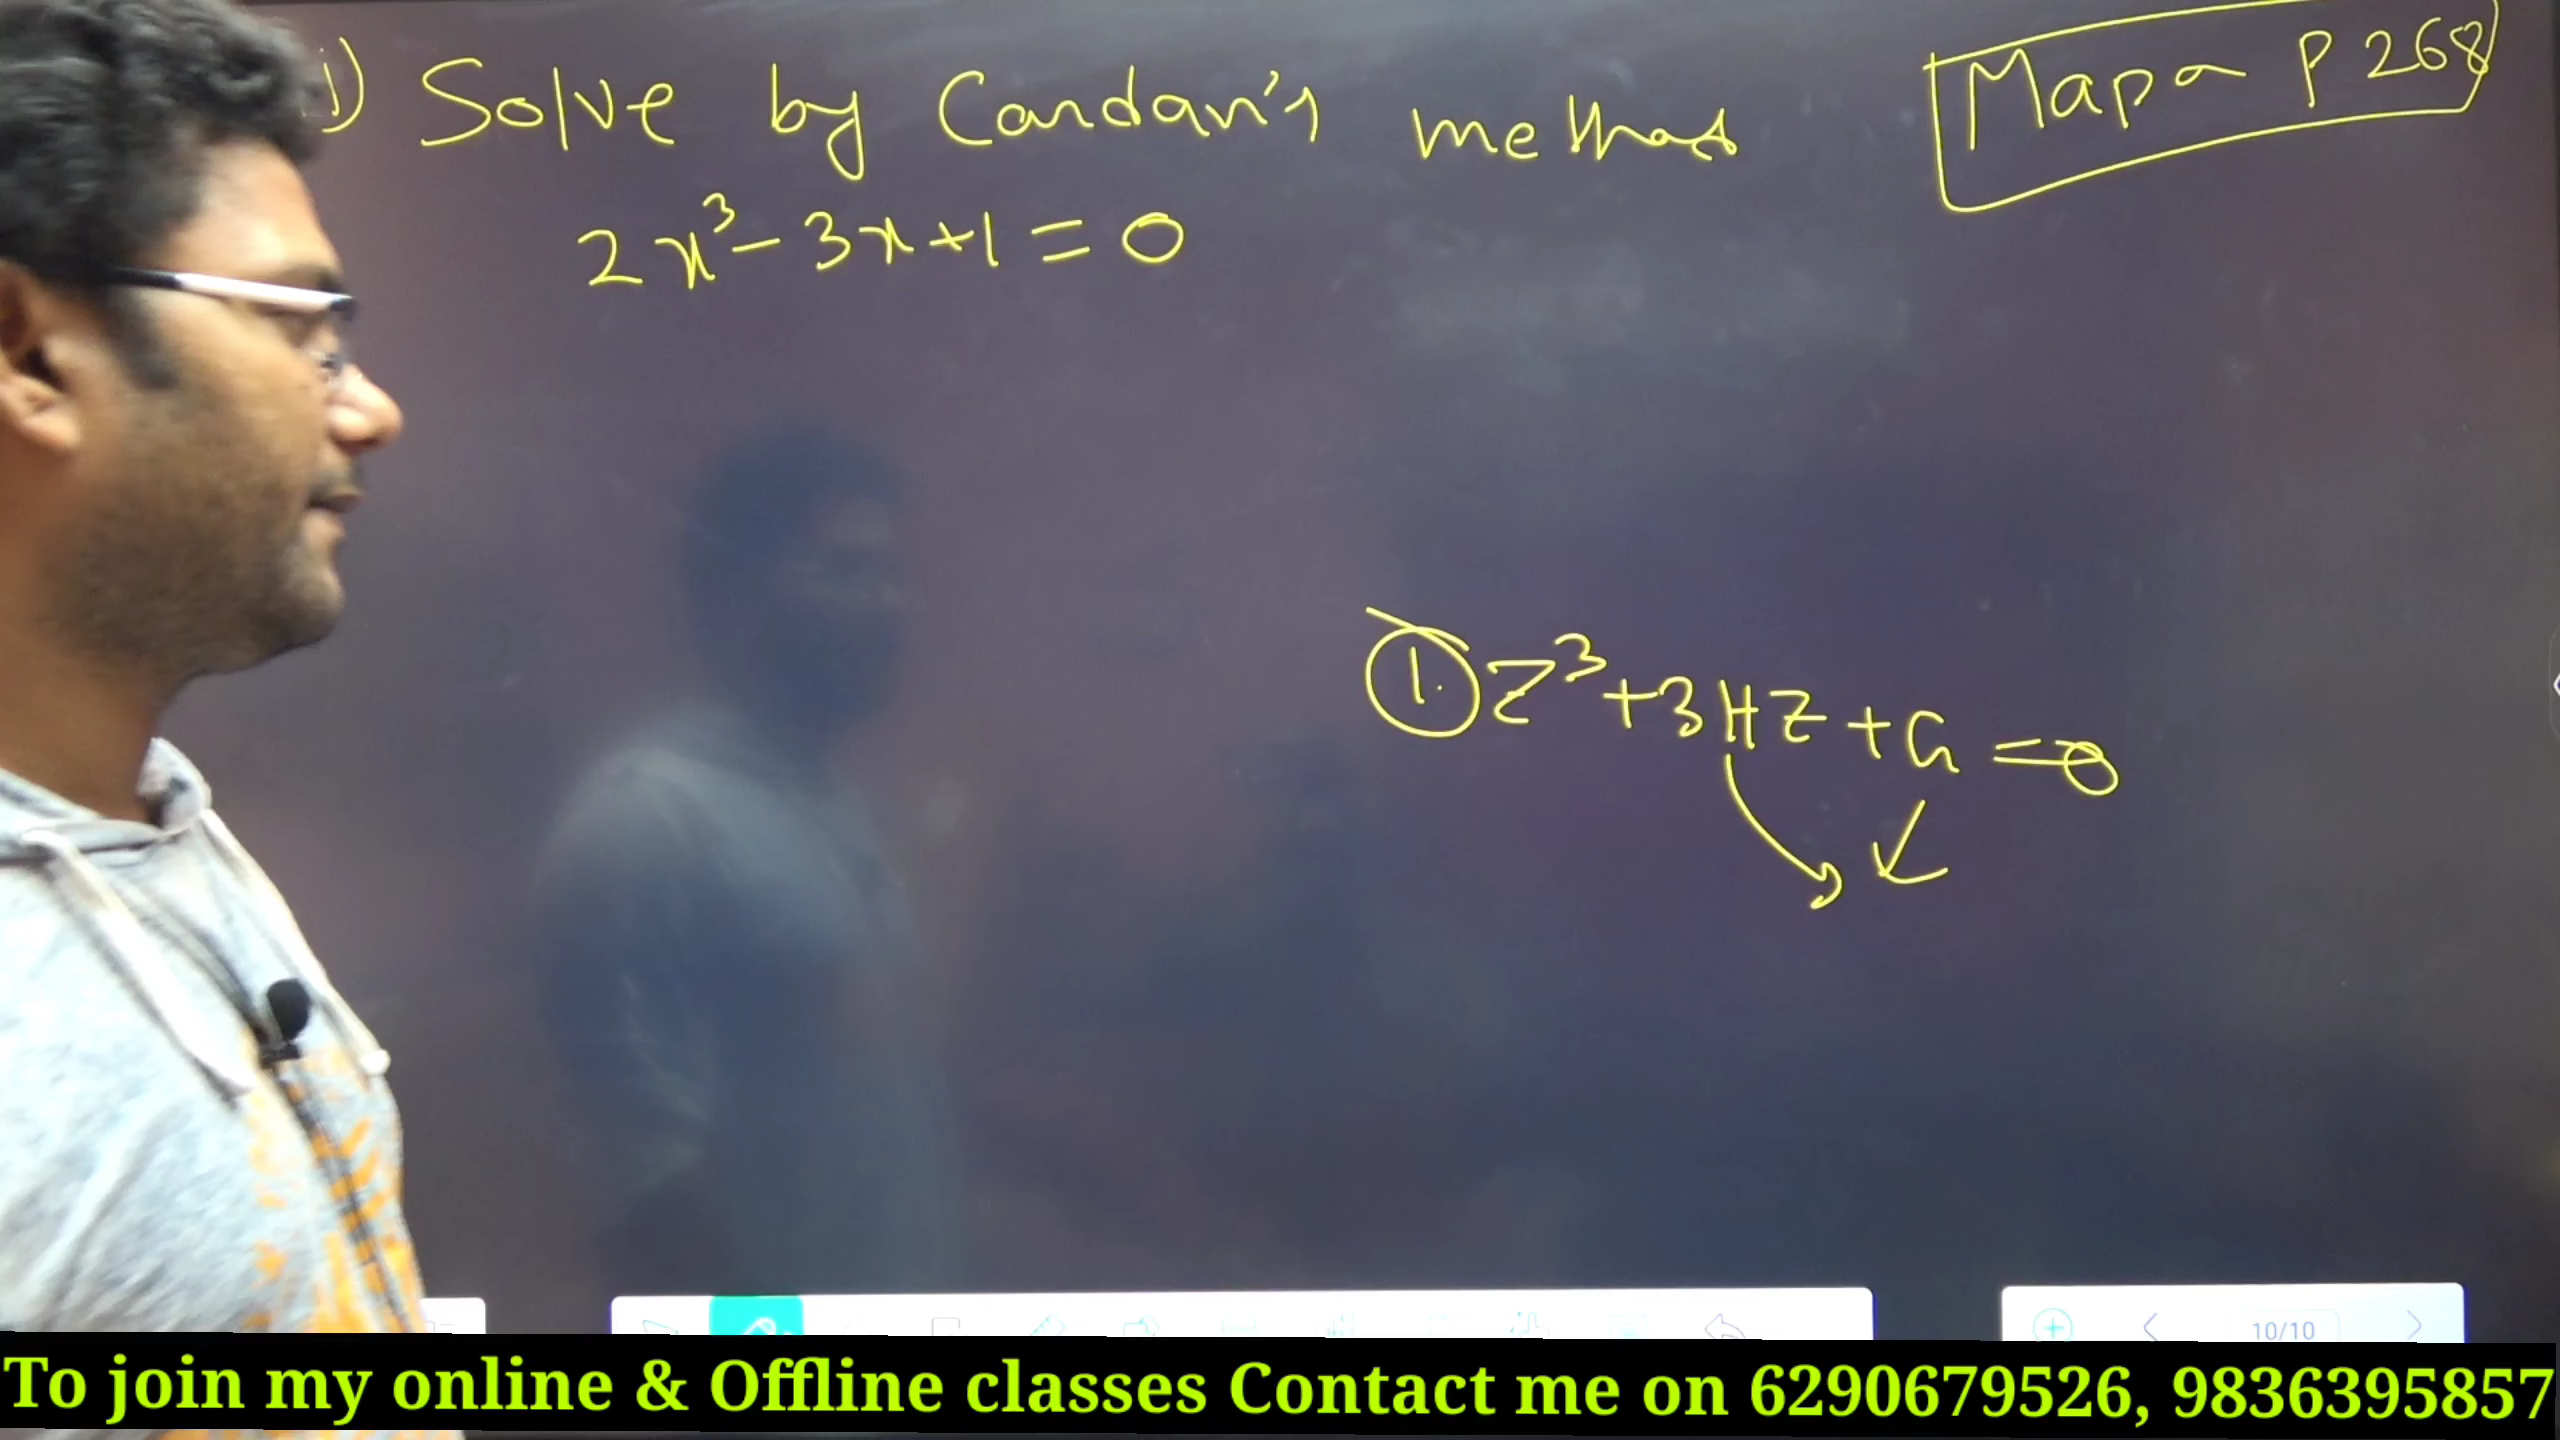 i) Solve by Cardan's method
Mapa P 268
2x³ - 3x + 1 = 0
1. Z³ + 3HZ + G = 0
10/10
To join my online & Offline classes Contact me on 6290679526, 9836395857